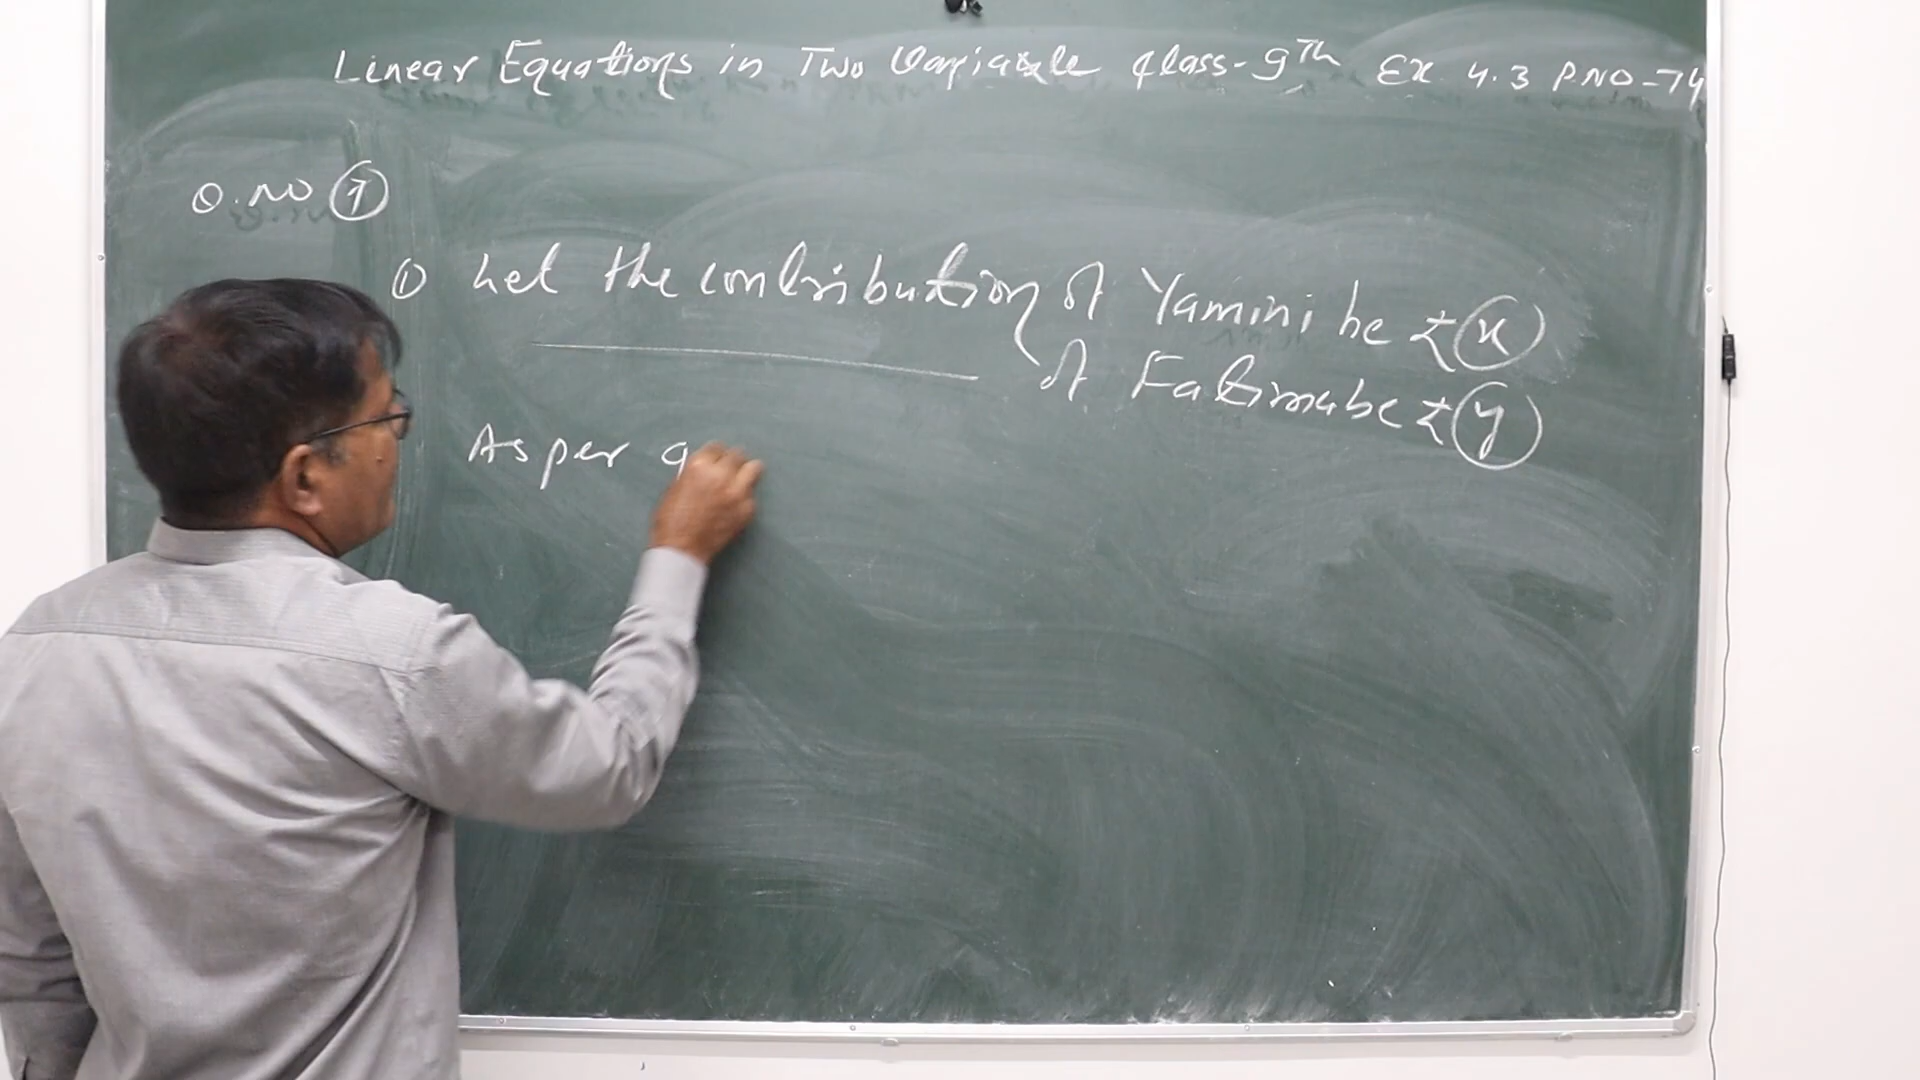 Linear Equations in Two Variable Class-9th Ex 4.3 P.NO-74
Q.NO 7
① Let the contribution of Yamini be ₹ x
of Fatima be ₹ y
As per q